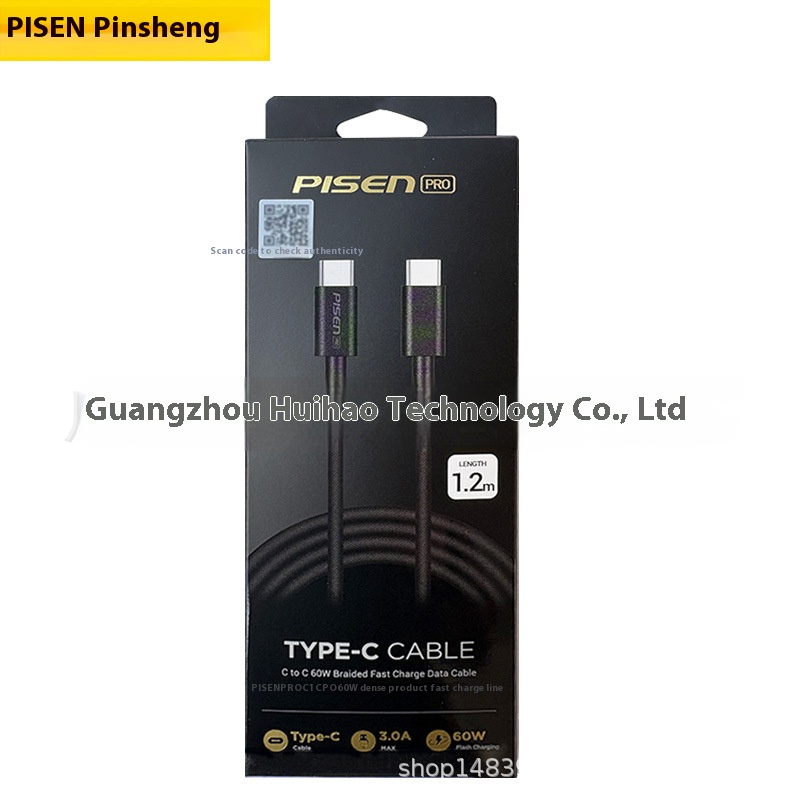 PISEN Pinsheng
PISEN PRO
Scan code to check authenticity
PISEN
Guangzhou Huihao Technology Co., Ltd
LENGTH
1.2m
TYPE-C CABLE
C to C 60W Braided Fast Charge Data Cable
PISENPROC1CPO60W dense product fast charge line
Type-C
Cable
3.0A
MAX
60W
Flash Charging